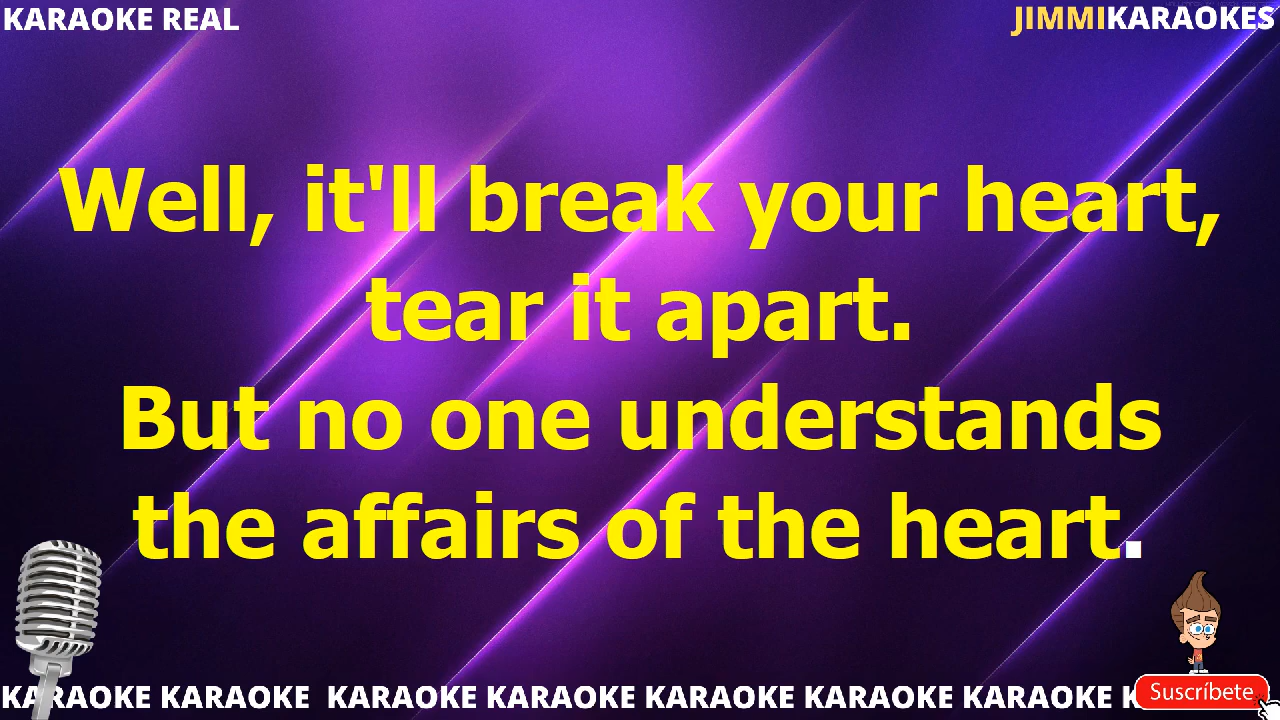 KARAOKE REAL
JIMMIKARAOKES
Well, it'll break your heart,
tear it apart.
But no one understands
the affairs of the heart.
KARAOKE KARAOKE KARAOKE KARAOKE KARAOKE KARAOKE KARAOKE K
Suscríbete